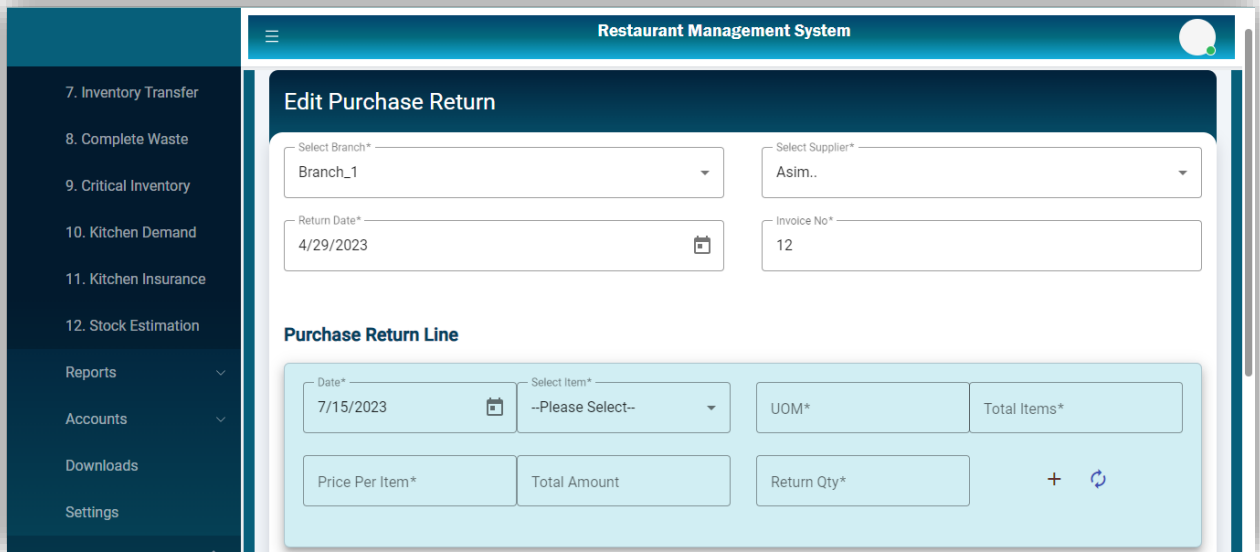 Restaurant Management System
7. Inventory Transfer
8. Complete Waste
9. Critical Inventory
10. Kitchen Demand
11. Kitchen Insurance
12. Stock Estimation
Reports
Accounts
Downloads
Settings
Edit Purchase Return
Select Branch*
Branch_1
Select Supplier*
Asim..
Return Date*
4/29/2023
Invoice No*
12
Purchase Return Line
Date*
7/15/2023
Select Item*
--Please Select--
UOM*
Total Items*
Price Per Item*
Total Amount
Return Qty*